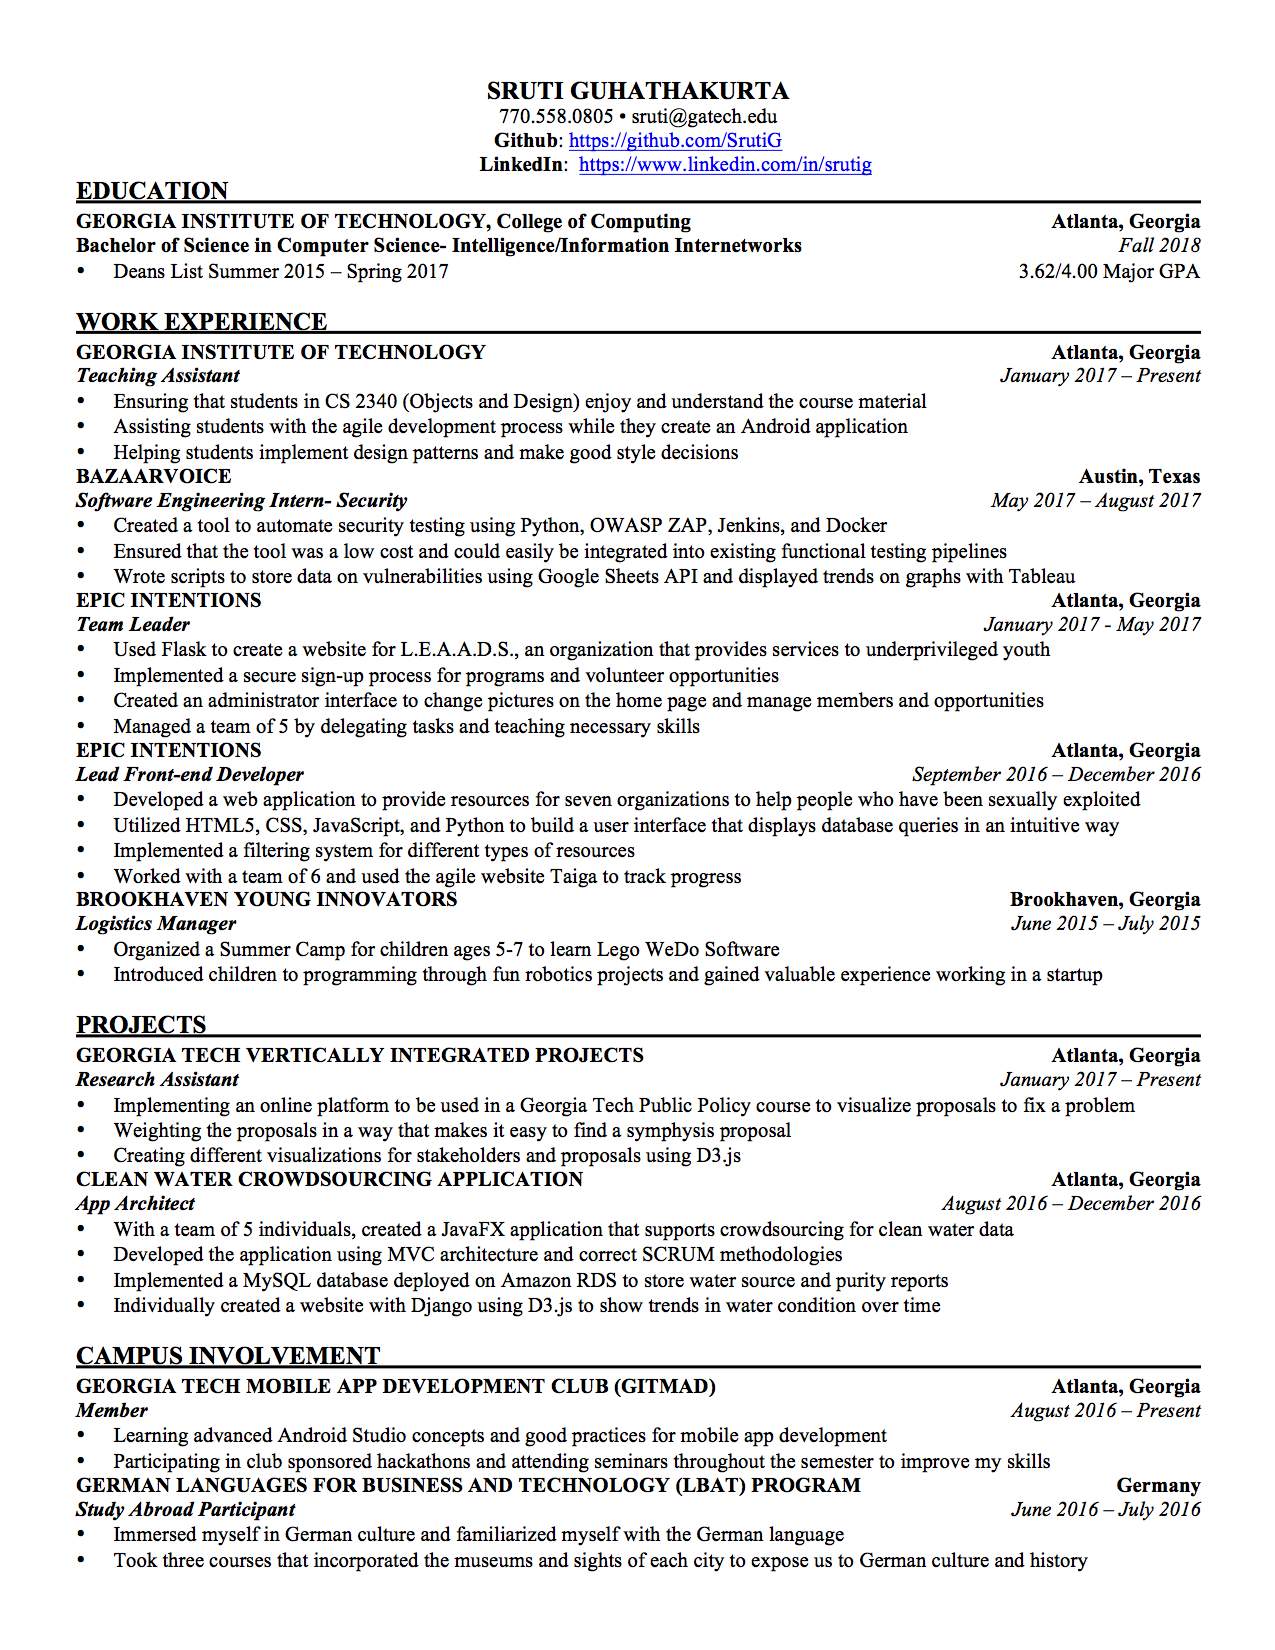 SRUTI GUHATHAKURTA
770.558.0805 • sruti@gatech.edu
Github: https://github.com/SrutiG
LinkedIn: https://www.linkedin.com/in/srutig
EDUCATION
GEORGIA INSTITUTE OF TECHNOLOGY, College of Computing Atlanta, Georgia
Bachelor of Science in Computer Science- Intelligence/Information Internetworks Fall 2018
• Deans List Summer 2015 – Spring 2017 3.62/4.00 Major GPA
WORK EXPERIENCE
GEORGIA INSTITUTE OF TECHNOLOGY Atlanta, Georgia
Teaching Assistant January 2017 – Present
• Ensuring that students in CS 2340 (Objects and Design) enjoy and understand the course material
• Assisting students with the agile development process while they create an Android application
• Helping students implement design patterns and make good style decisions
BAZAARVOICE Austin, Texas
Software Engineering Intern- Security May 2017 – August 2017
• Created a tool to automate security testing using Python, OWASP ZAP, Jenkins, and Docker
• Ensured that the tool was a low cost and could easily be integrated into existing functional testing pipelines
• Wrote scripts to store data on vulnerabilities using Google Sheets API and displayed trends on graphs with Tableau
EPIC INTENTIONS Atlanta, Georgia
Team Leader January 2017 - May 2017
• Used Flask to create a website for L.E.A.A.D.S., an organization that provides services to underprivileged youth
• Implemented a secure sign-up process for programs and volunteer opportunities
• Created an administrator interface to change pictures on the home page and manage members and opportunities
• Managed a team of 5 by delegating tasks and teaching necessary skills
EPIC INTENTIONS Atlanta, Georgia
Lead Front-end Developer September 2016 – December 2016
• Developed a web application to provide resources for seven organizations to help people who have been sexually exploited
• Utilized HTML5, CSS, JavaScript, and Python to build a user interface that displays database queries in an intuitive way
• Implemented a filtering system for different types of resources
• Worked with a team of 6 and used the agile website Taiga to track progress
BROOKHAVEN YOUNG INNOVATORS Brookhaven, Georgia
Logistics Manager June 2015 – July 2015
• Organized a Summer Camp for children ages 5-7 to learn Lego WeDo Software
• Introduced children to programming through fun robotics projects and gained valuable experience working in a startup
PROJECTS
GEORGIA TECH VERTICALLY INTEGRATED PROJECTS Atlanta, Georgia
Research Assistant January 2017 – Present
• Implementing an online platform to be used in a Georgia Tech Public Policy course to visualize proposals to fix a problem
• Weighting the proposals in a way that makes it easy to find a symphysis proposal
• Creating different visualizations for stakeholders and proposals using D3.js
CLEAN WATER CROWDSOURCING APPLICATION Atlanta, Georgia
App Architect August 2016 – December 2016
• With a team of 5 individuals, created a JavaFX application that supports crowdsourcing for clean water data
• Developed the application using MVC architecture and correct SCRUM methodologies
• Implemented a MySQL database deployed on Amazon RDS to store water source and purity reports
• Individually created a website with Django using D3.js to show trends in water condition over time
CAMPUS INVOLVEMENT
GEORGIA TECH MOBILE APP DEVELOPMENT CLUB (GITMAD) Atlanta, Georgia
Member August 2016 – Present
• Learning advanced Android Studio concepts and good practices for mobile app development
• Participating in club sponsored hackathons and attending seminars throughout the semester to improve my skills
GERMAN LANGUAGES FOR BUSINESS AND TECHNOLOGY (LBAT) PROGRAM Germany
Study Abroad Participant June 2016 – July 2016
• Immersed myself in German culture and familiarized myself with the German language
• Took three courses that incorporated the museums and sights of each city to expose us to German culture and history